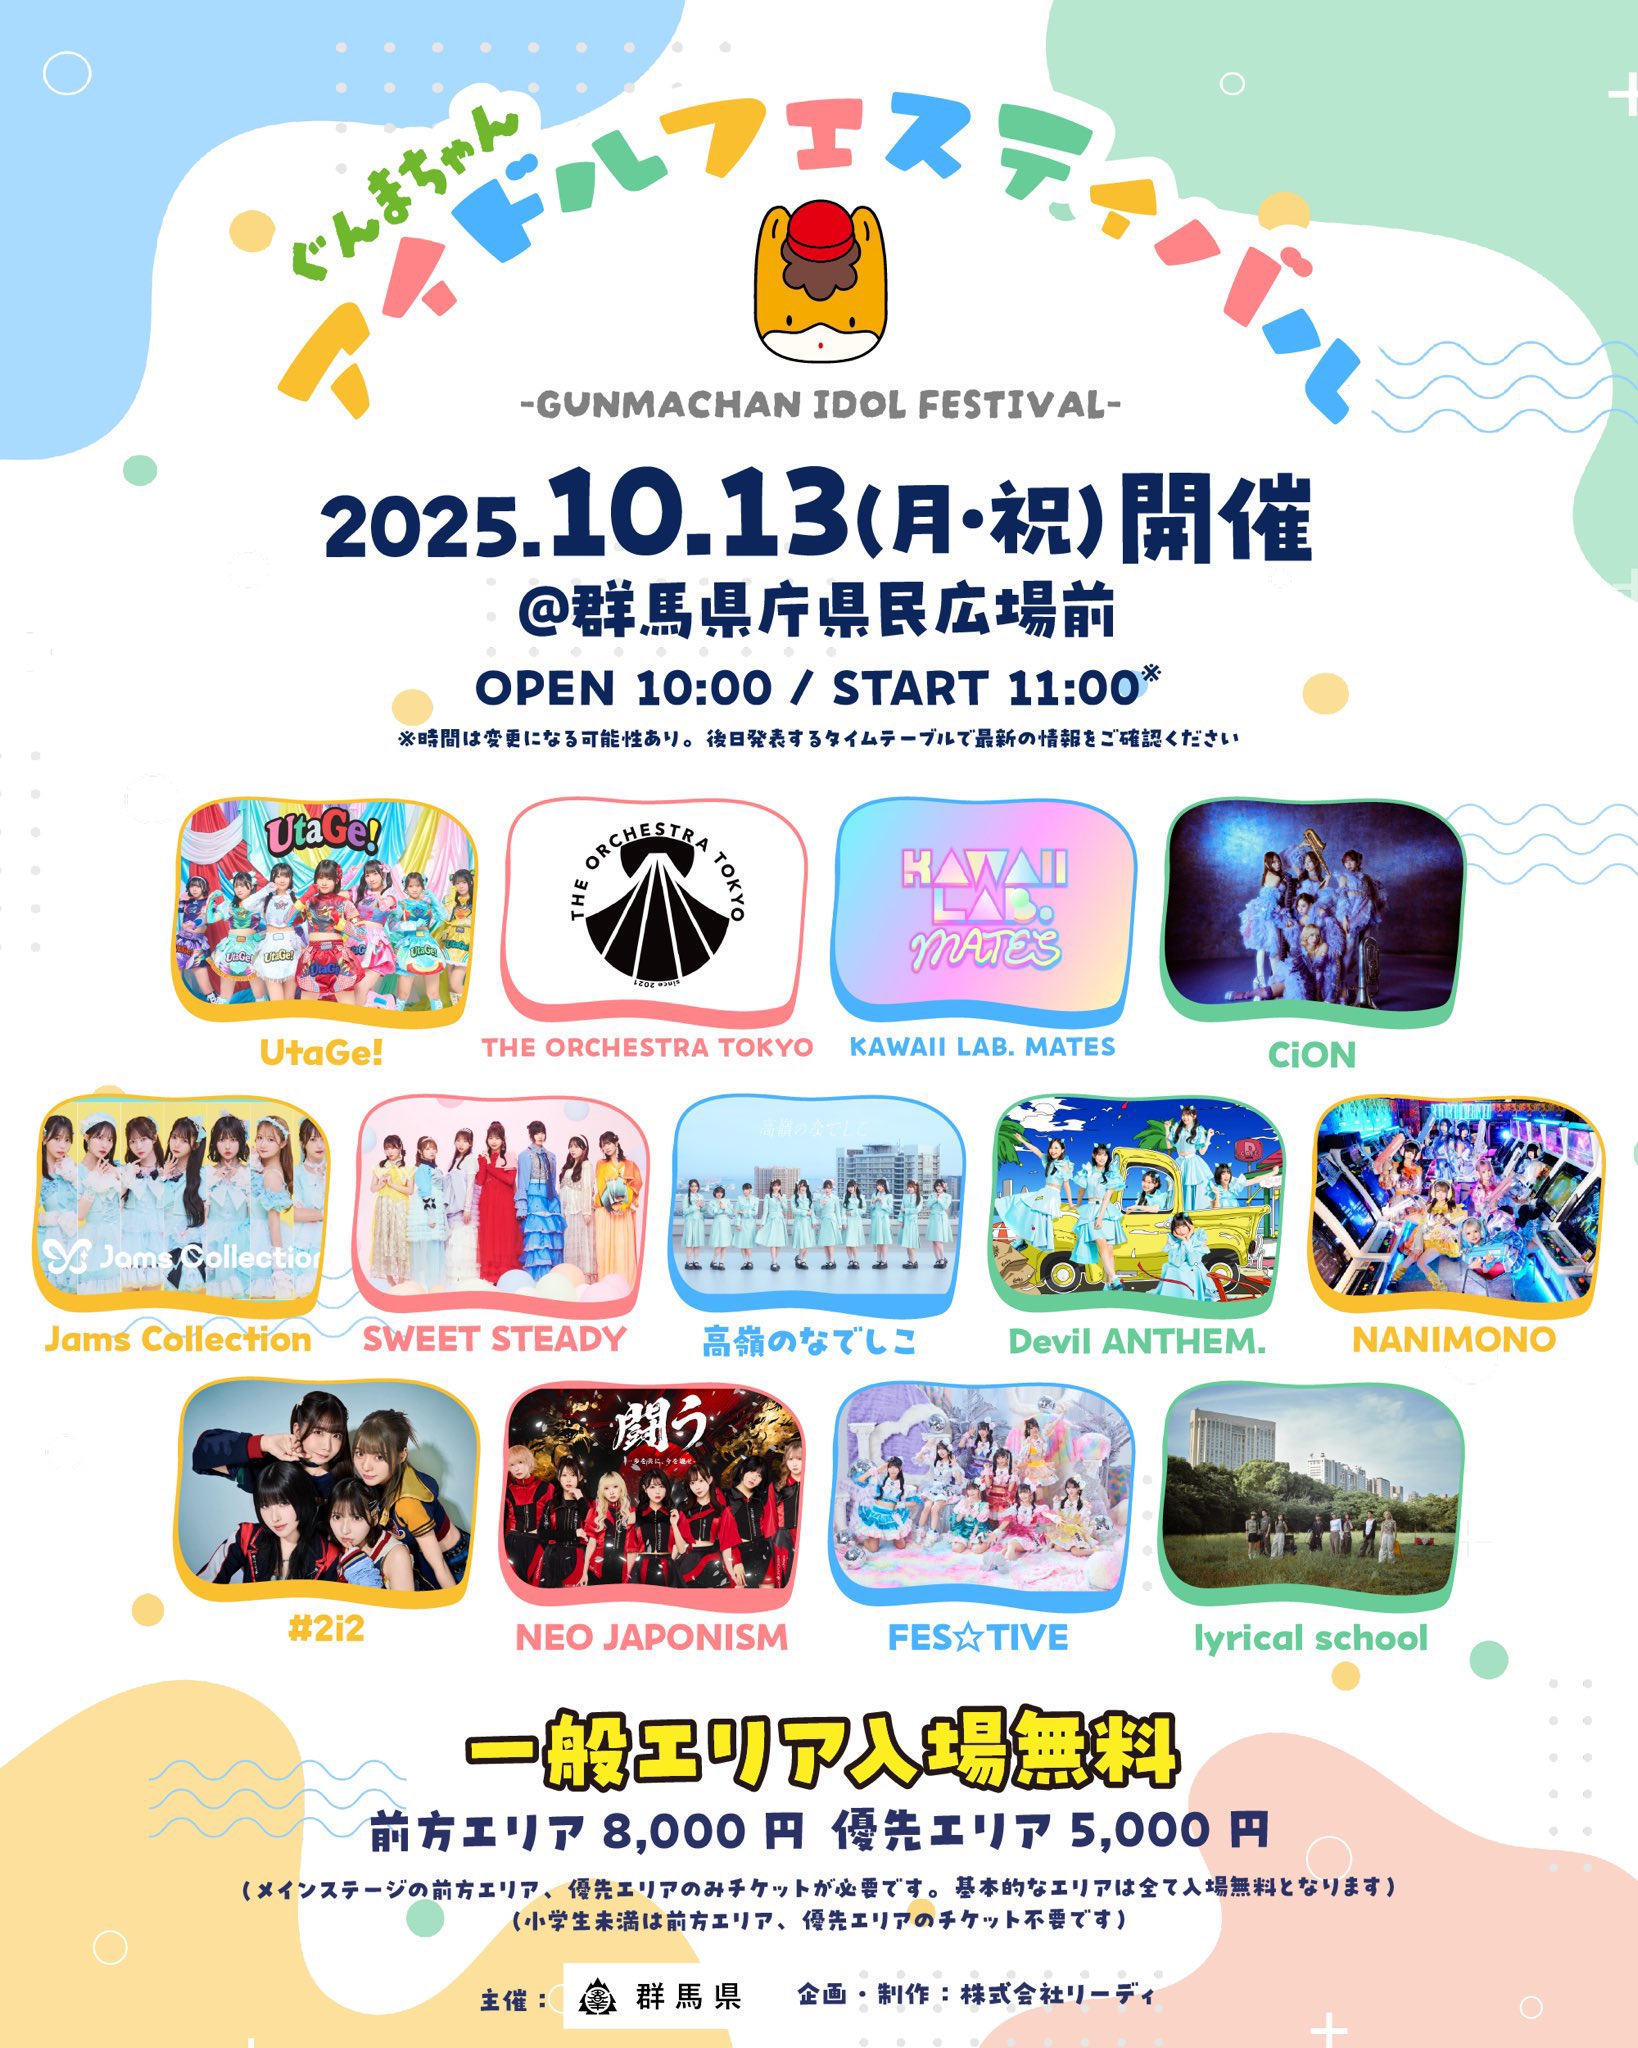 ぐんまちゃん
アイドルフェスティバル
-GUNMACHAN IDOL FESTIVAL-
2025.10.13(月・祝)開催
@群馬県庁県民広場前
OPEN 10:00 / START 11:00※
※時間は変更になる可能性あり。後日発表するタイムテーブルで最新の情報をご確認ください
UtaGe!
UtaGe!
UtaGe!
UtaGe
UtaGe!
THE ORCHESTRA TOKYO
since 2021
KAWAII
LAB.
MATES
UtaGe!
THE ORCHESTRA TOKYO
KAWAII LAB. MATES
CiON
Jams Collection
高嶺のなでしこ
Jams Collection
SWEET STEADY
高嶺のなでしこ
Devil ANTHEM.
NANIMONO
闘う
#2i2
NEO JAPONISM
FES☆TIVE
lyrical school
一般エリア入場無料
前方エリア 8,000 円 優先エリア 5,000 円
(メインステージの前方エリア、優先エリアのみチケットが必要です。基本的なエリアは全て入場無料となります)
(小学生未満は前方エリア、優先エリアのチケット不要です)
主催： 群馬県 企画・制作：株式会社リーディ